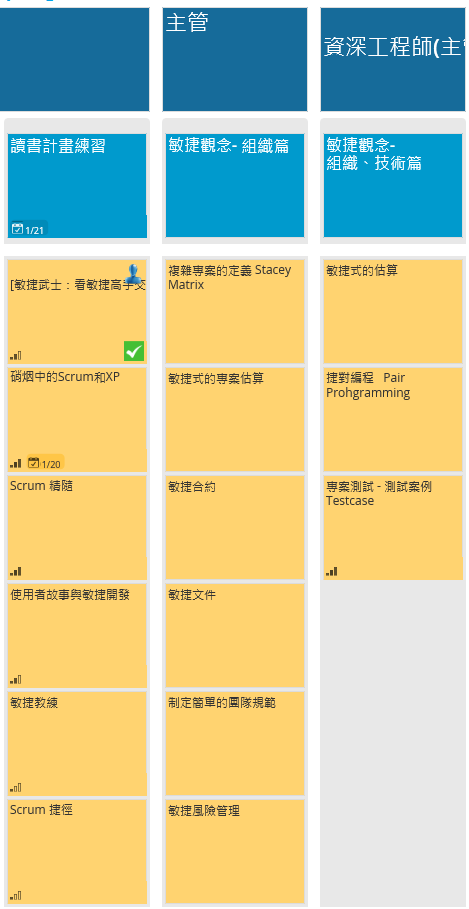 主管
資深工程師(主
讀書計畫練習
1/21
敏捷觀念- 組織篇
敏捷觀念-
組織、技術篇
[敏捷武士：看敏捷高手交
硝烟中的Scrum和XP
1/20
Scrum 精隨
使用者故事與敏捷開發
敏捷教練
Scrum 捷徑
複雜專案的定義 Stacey
Matrix
敏捷式的專案估算
敏捷合約
敏捷文件
制定簡單的團隊規範
敏捷風險管理
敏捷式的估算
捷對編程 Pair
Prohgramming
專案測試 - 測試案例
Testcase